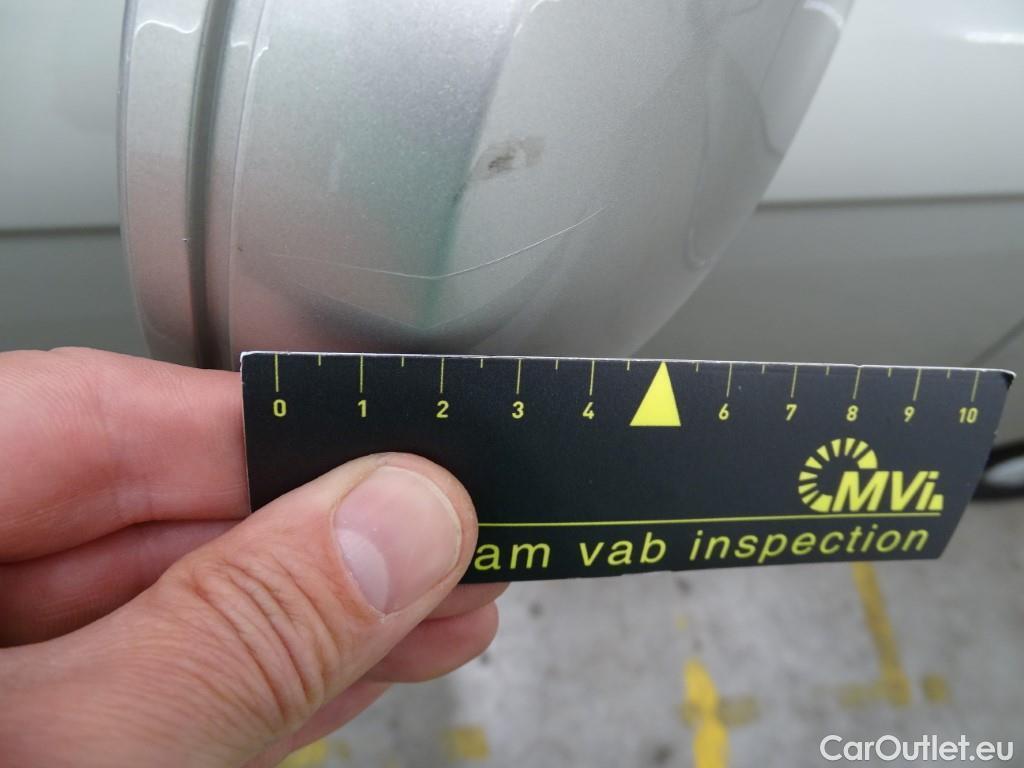 0 1 2 3 4 6 7 8 9 10
MVi
am vab inspection
CarOutlet.eu